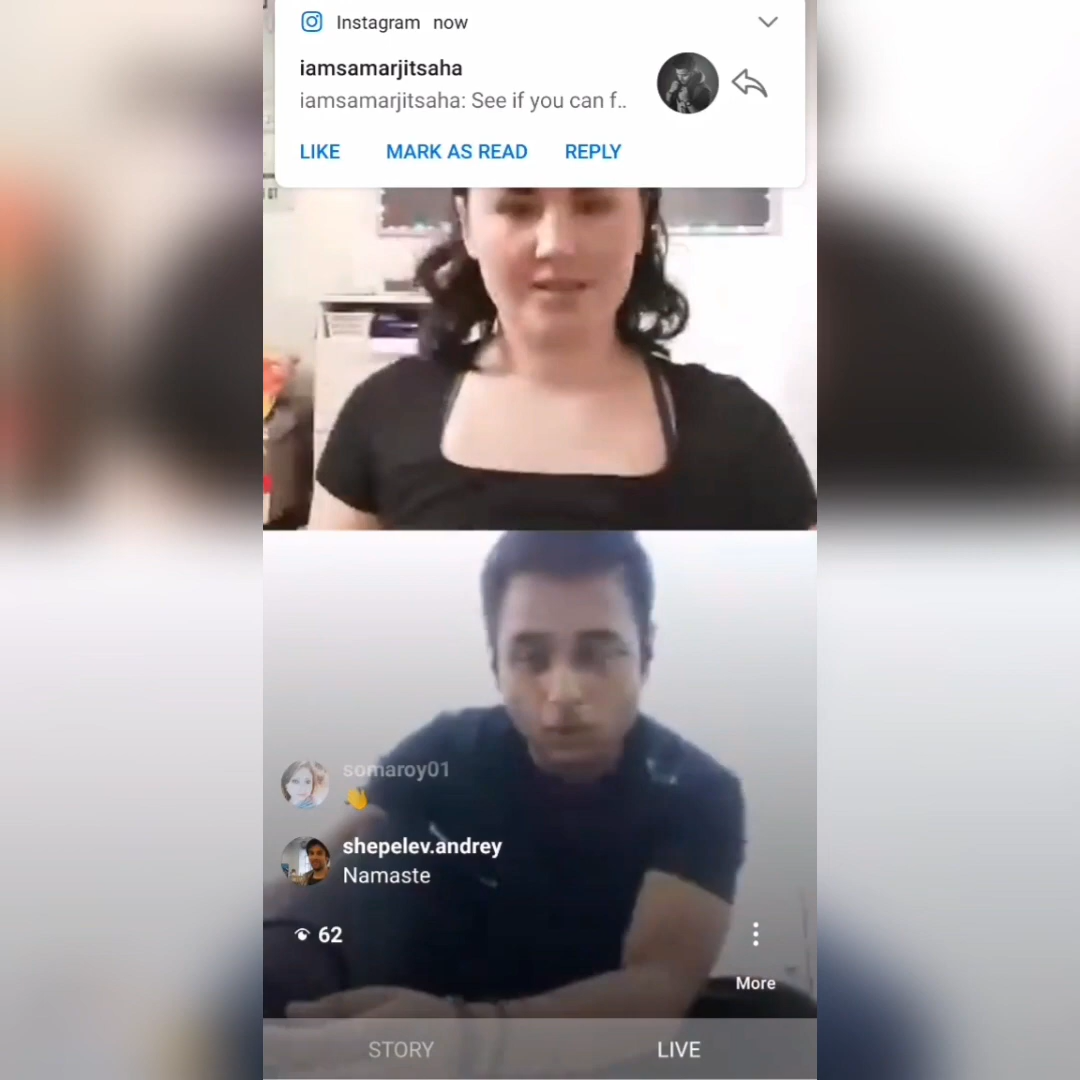 Instagram now
iamsamarjitsaha
iamsamarjitsaha: See if you can f..
LIKE MARK AS READ REPLY
somaroy01
👋
shepelev.andrey
Namaste
62
More
STORY LIVE